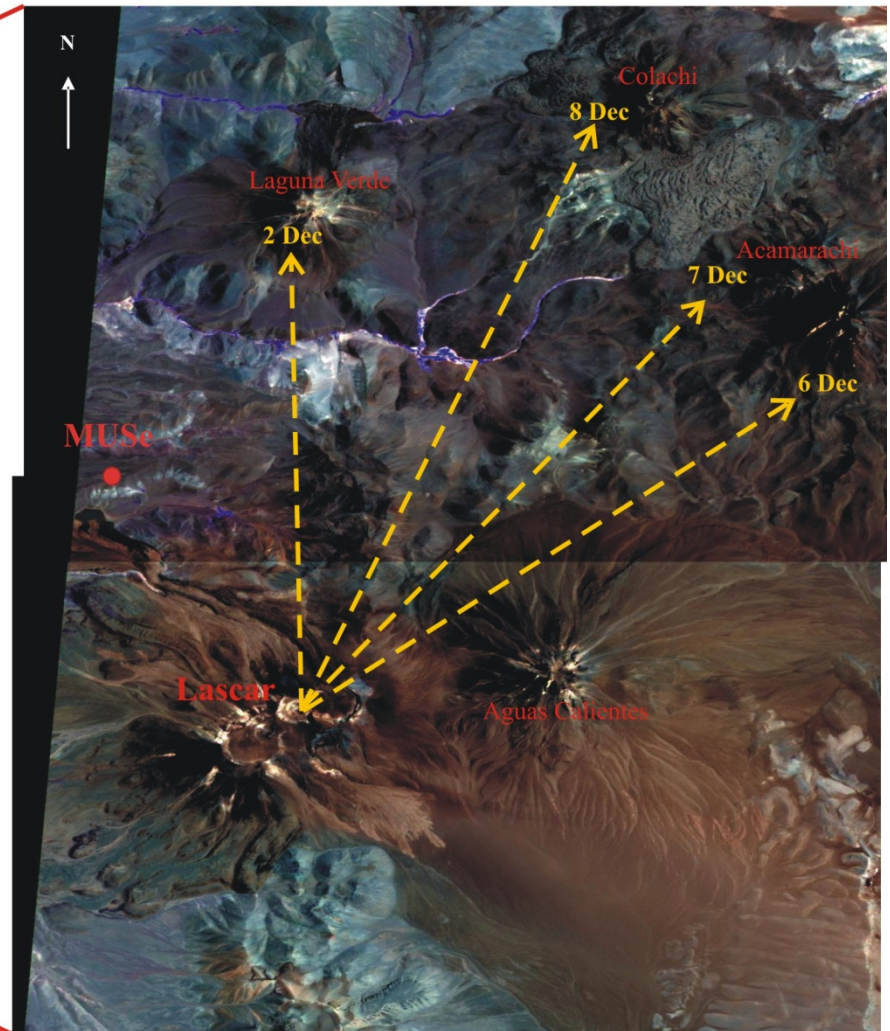 N
Colachi
8 Dec
Laguna Verde
2 Dec
Acamarachi
7 Dec
6 Dec
MUSe
Lascar
Aguas Calientes